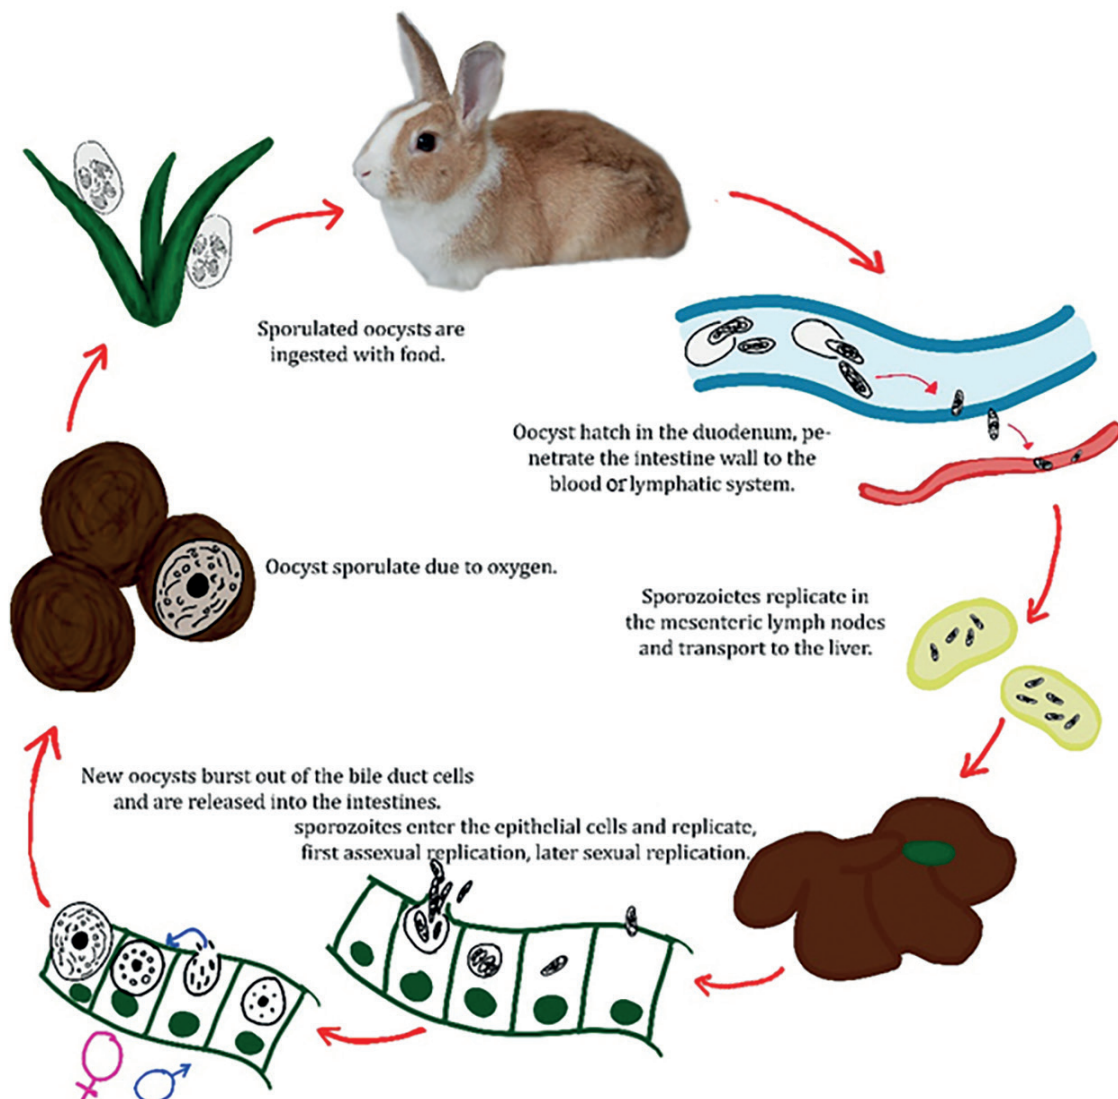 Sporulated oocysts are
ingested with food.
Oocyst hatch in the duodenum, pe-
netrate the intestine wall to the
blood or lymphatic system.
Sporozoietes replicate in
the mesenteric lymph nodes
and transport to the liver.
sporozoites enter the epithelial cells and replicate,
first assexual replication, later sexual replication.
New oocysts burst out of the bile duct cells
and are released into the intestines.
Oocyst sporulate due to oxygen.